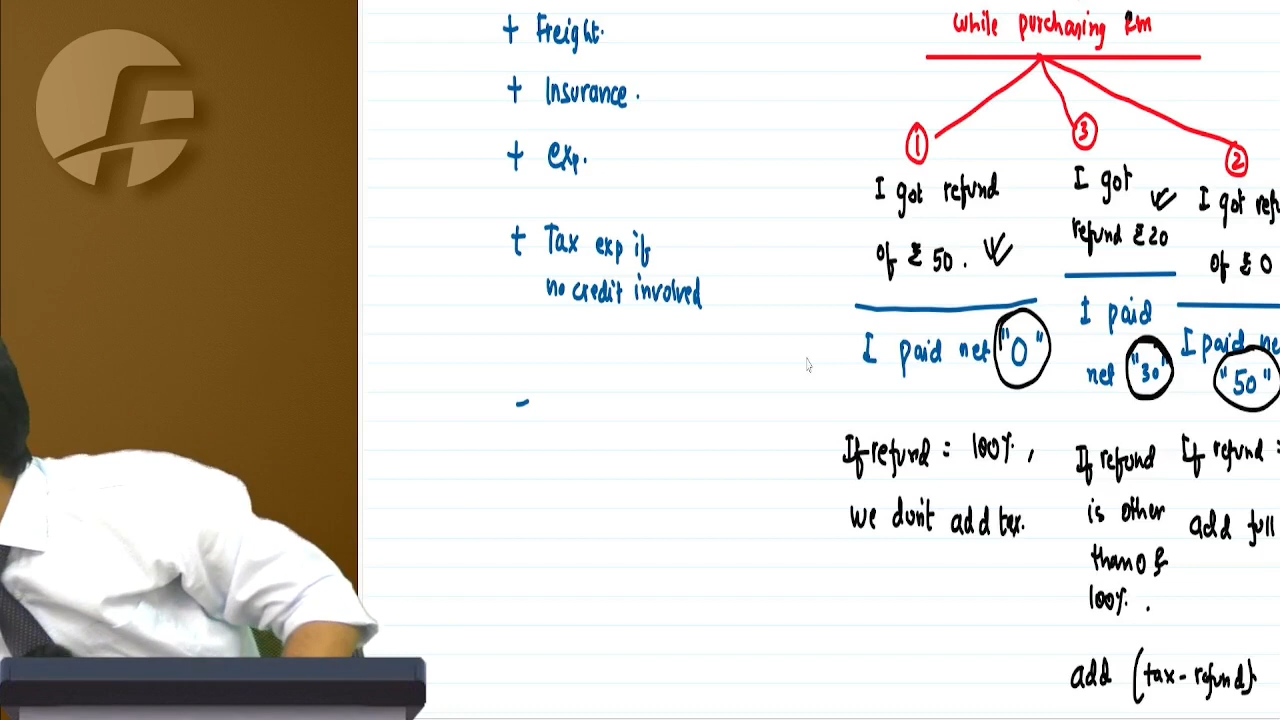 + Freight.
+ Insurance.
+ exp.
+ Tax exp if
no credit involved
-
while purchasing RM
①
I got refund
of ₹ 50.
I paid net "0"
If refund = 100%,
we don't add tax.
③
I got
refund ₹20
I paid
net "30"
If refund
is other
than 0 &
100%.
add (tax-refund)
②
I got
of ₹ 0
I paid
"50"
If refund =
add full